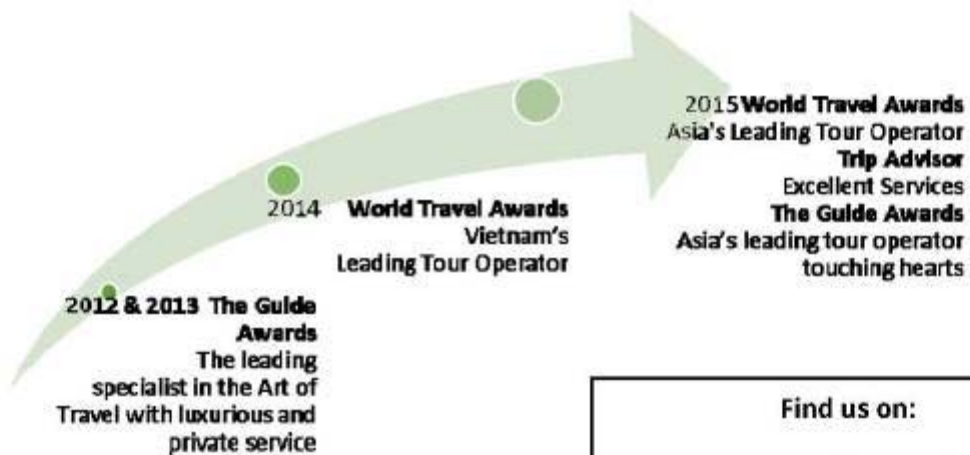 2012 & 2013 The Guide
Awards
The leading
specialist in the Art of
Travel with luxurious and
private service
2014 World Travel Awards
Vietnam's
Leading Tour Operator
2015 World Travel Awards
Asia's Leading Tour Operator
Trip Advisor
Excellent Services
The Guide Awards
Asia's leading tour operator
touching hearts
Find us on: